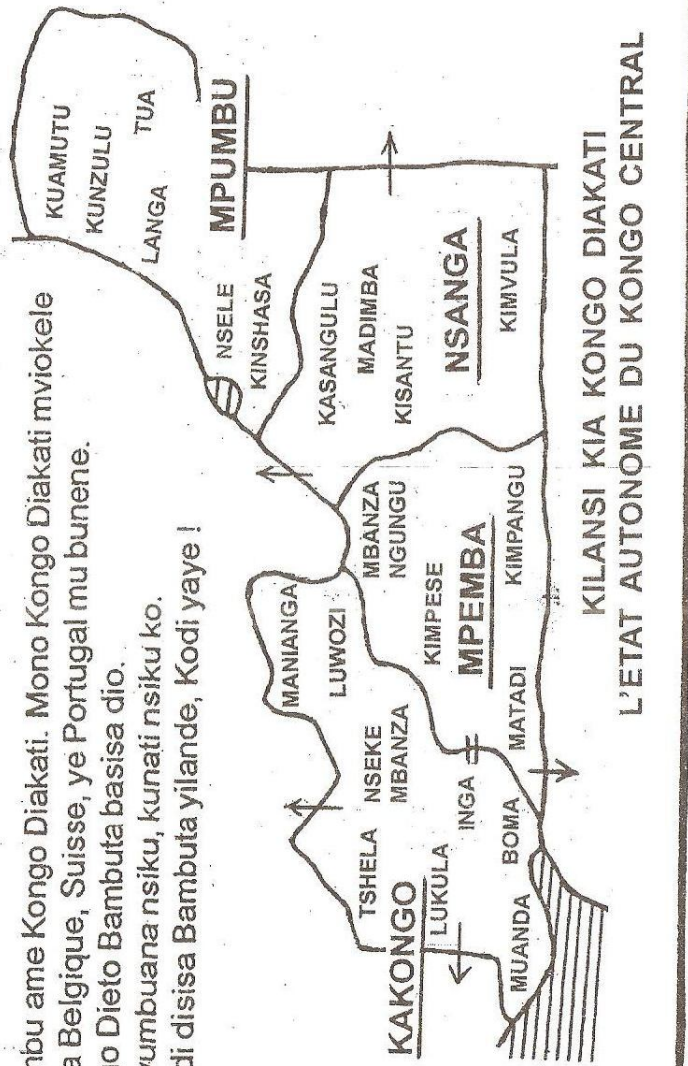 mbu ame Kongo Diakati. Mono Kongo Diakati mviokele
a Belgique, Suisse, ye Portugal mu bunene.
o Dieto Bambuta basisa dio.
nsiku, kunati nsiku ko.
di disisa Bambuta yilande, Kodi yaye !
KUAMUTU
KUNZULU
LANGA
TUA
MPUMBU
NSELE
KINSHASA
MANIANGA
LUWOZI
MBANZA
NGUNGU
KASANGULU
MADIMBA
KISANTU
NSANGA
KIMVULA
TSHELA
NSEKE
MBANZA
KIMPESE
MPEMBA
KIMPANGU
KAKONGO
LUKULA
INGA
MATADI
MUANDA
BOMA
KILANSI KIA KONGO DIAKATI
L'ETAT AUTONOME DU KONGO CENTRAL